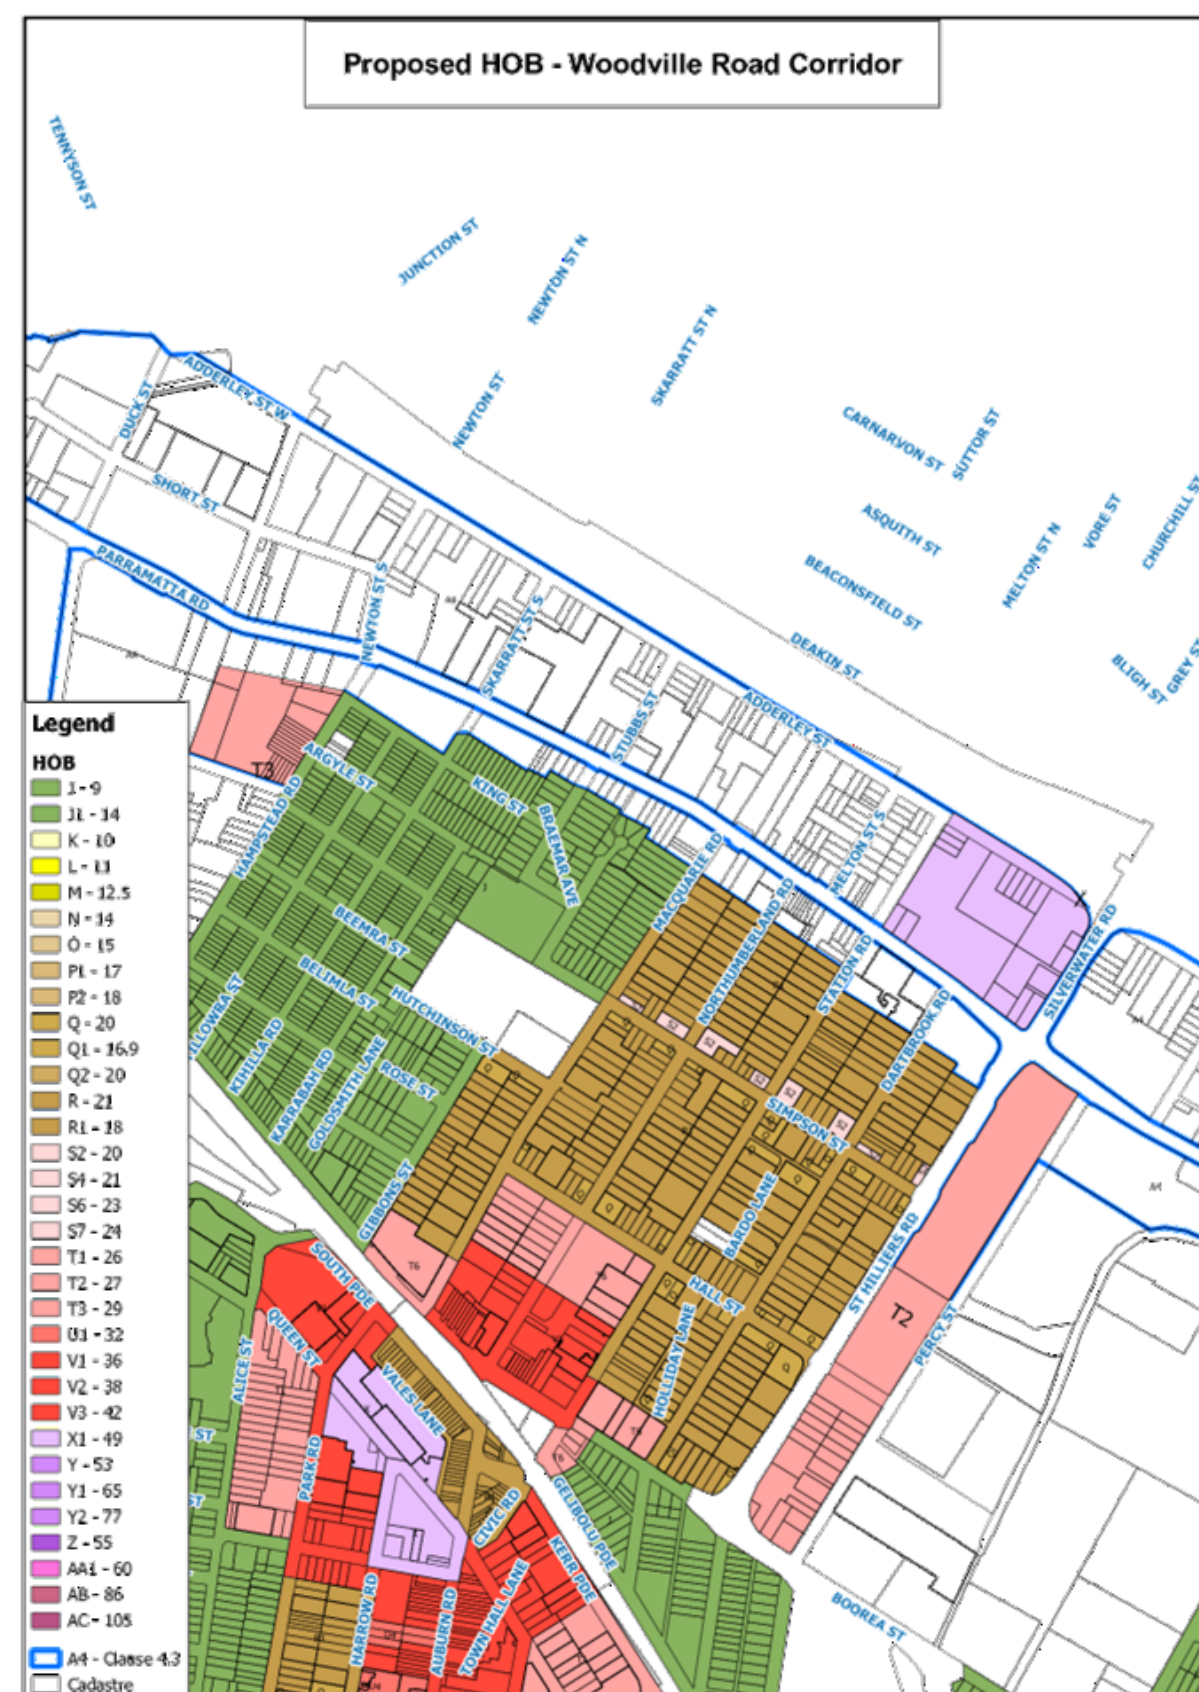 Proposed HOB - Woodville Road Corridor
TENNYSON ST
JUNCTION ST
NEWTON ST N
SKARRATT ST N
NEWTON ST
CARNARVON ST
SUTTOR ST
ADDERLEY ST W
DUCK ST
SHORT ST
ASQUITH ST
VORE ST
CHURCHILL ST
MELTON ST N
BEACONSFIELD ST
PARRAMATTA RD
NEWTON ST S
SKARRATT ST S
DEAKIN ST
BLIGH ST
GREY ST
STUBBS ST
ADDERLEY ST
T3
ARGYLE ST
KING ST
HAMPSTEAD RD
BRAEMAR AVE
MELTON ST S
MACQUARIE RD
NORTHUMBERLAND RD
STATION RD
SILVERWATER RD
BEEMRA ST
BELIMLA ST
HUTCHINSON ST
DARTBROOK RD
ILLOWRA ST
KIHILLA RD
KARRABAH RD
GOLDSMITH LANE
ROSE ST
S2
S2
S2
S2
S2
SIMPSON ST
GIBBONS ST
BARDO LANE
ST HILLIERS RD
T6
SOUTH PDE
HALL ST
T2
PERCY ST
QUEEN ST
ALICE ST
VALES LANE
HOLLIDAY LANE
PARK RD
ST
ST
CIVIC RD
GELIBOLU PDE
KERR PDE
HARROW RD
AUBURN RD
TOWN HALL LANE
BOOREA ST
Legend
HOB
J - 9
J1 - 14
K - 10
L - 11
M - 12.5
N - 14
O - 15
P1 - 17
P2 - 18
Q - 20
Q1 - 16.9
Q2 - 20
R - 21
R1 - 18
S2 - 20
S4 - 21
S6 - 23
S7 - 24
T1 - 26
T2 - 27
T3 - 29
U1 - 32
V1 - 36
V2 - 38
V3 - 42
X1 - 49
Y - 53
Y1 - 65
Y2 - 77
Z - 55
AA1 - 60
AB - 86
AC - 105
A4 - Clause 4.3
Cadastre